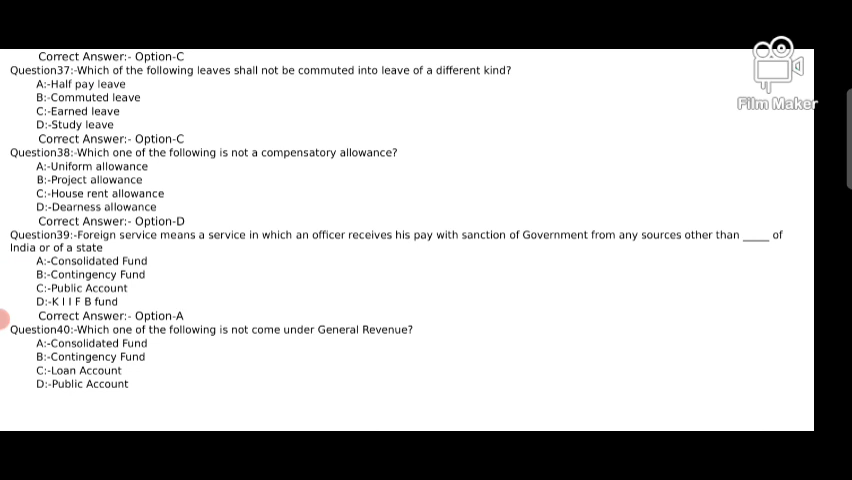 Correct Answer:- Option-C
Question37:-Which of the following leaves shall not be commuted into leave of a different kind?
A:-Half pay leave
B:-Commuted leave
C:-Earned leave
D:-Study leave
Correct Answer:- Option-C
Question38:-Which one of the following is not a compensatory allowance?
A:-Uniform allowance
B:-Project allowance
C:-House rent allowance
D:-Dearness allowance
Correct Answer:- Option-D
Question39:-Foreign service means a service in which an officer receives his pay with sanction of Government from any sources other than _____ of
India or of a state
A:-Consolidated Fund
B:-Contingency Fund
C:-Public Account
D:-K I I F B fund
Correct Answer:- Option-A
Question40:-Which one of the following is not come under General Revenue?
A:-Consolidated Fund
B:-Contingency Fund
C:-Loan Account
D:-Public Account
Film Maker